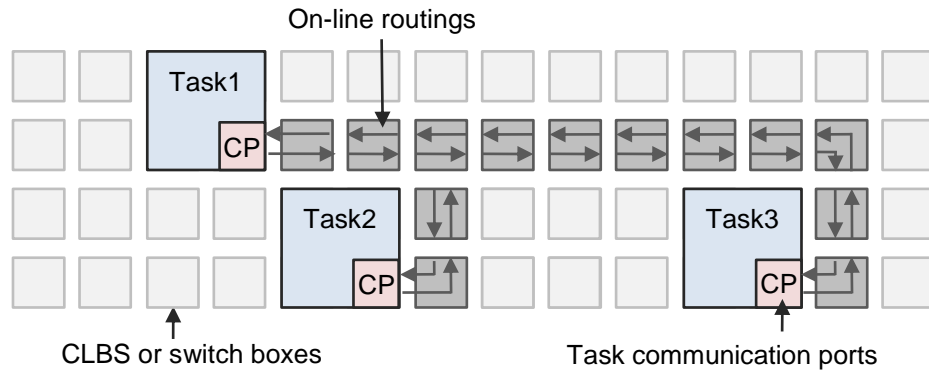 On-line routings
Task1
CP
Task2
Task3
CP
CP
CLBS or switch boxes
Task communication ports